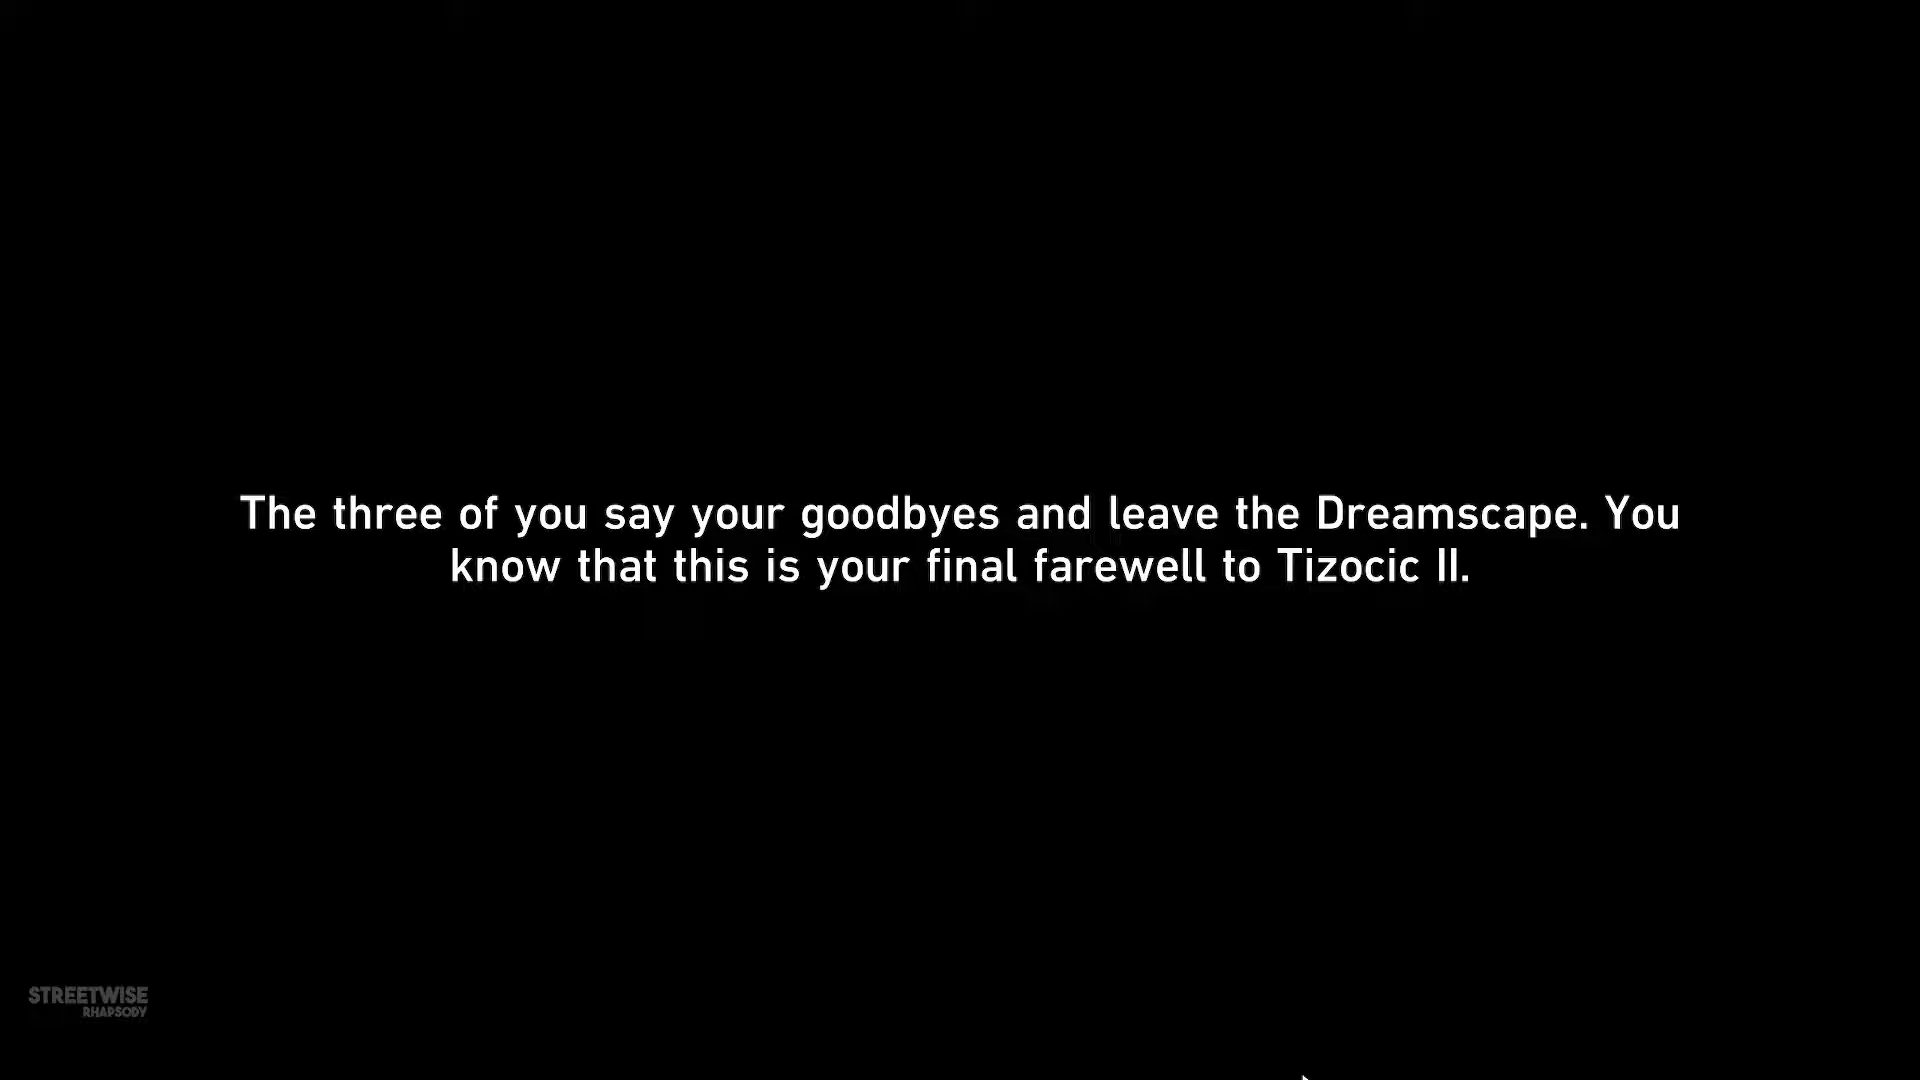 The three of you say your goodbyes and leave the Dreamscape. You
know that this is your final farewell to Tizocic II.
STREETWISE
RHAPSODY